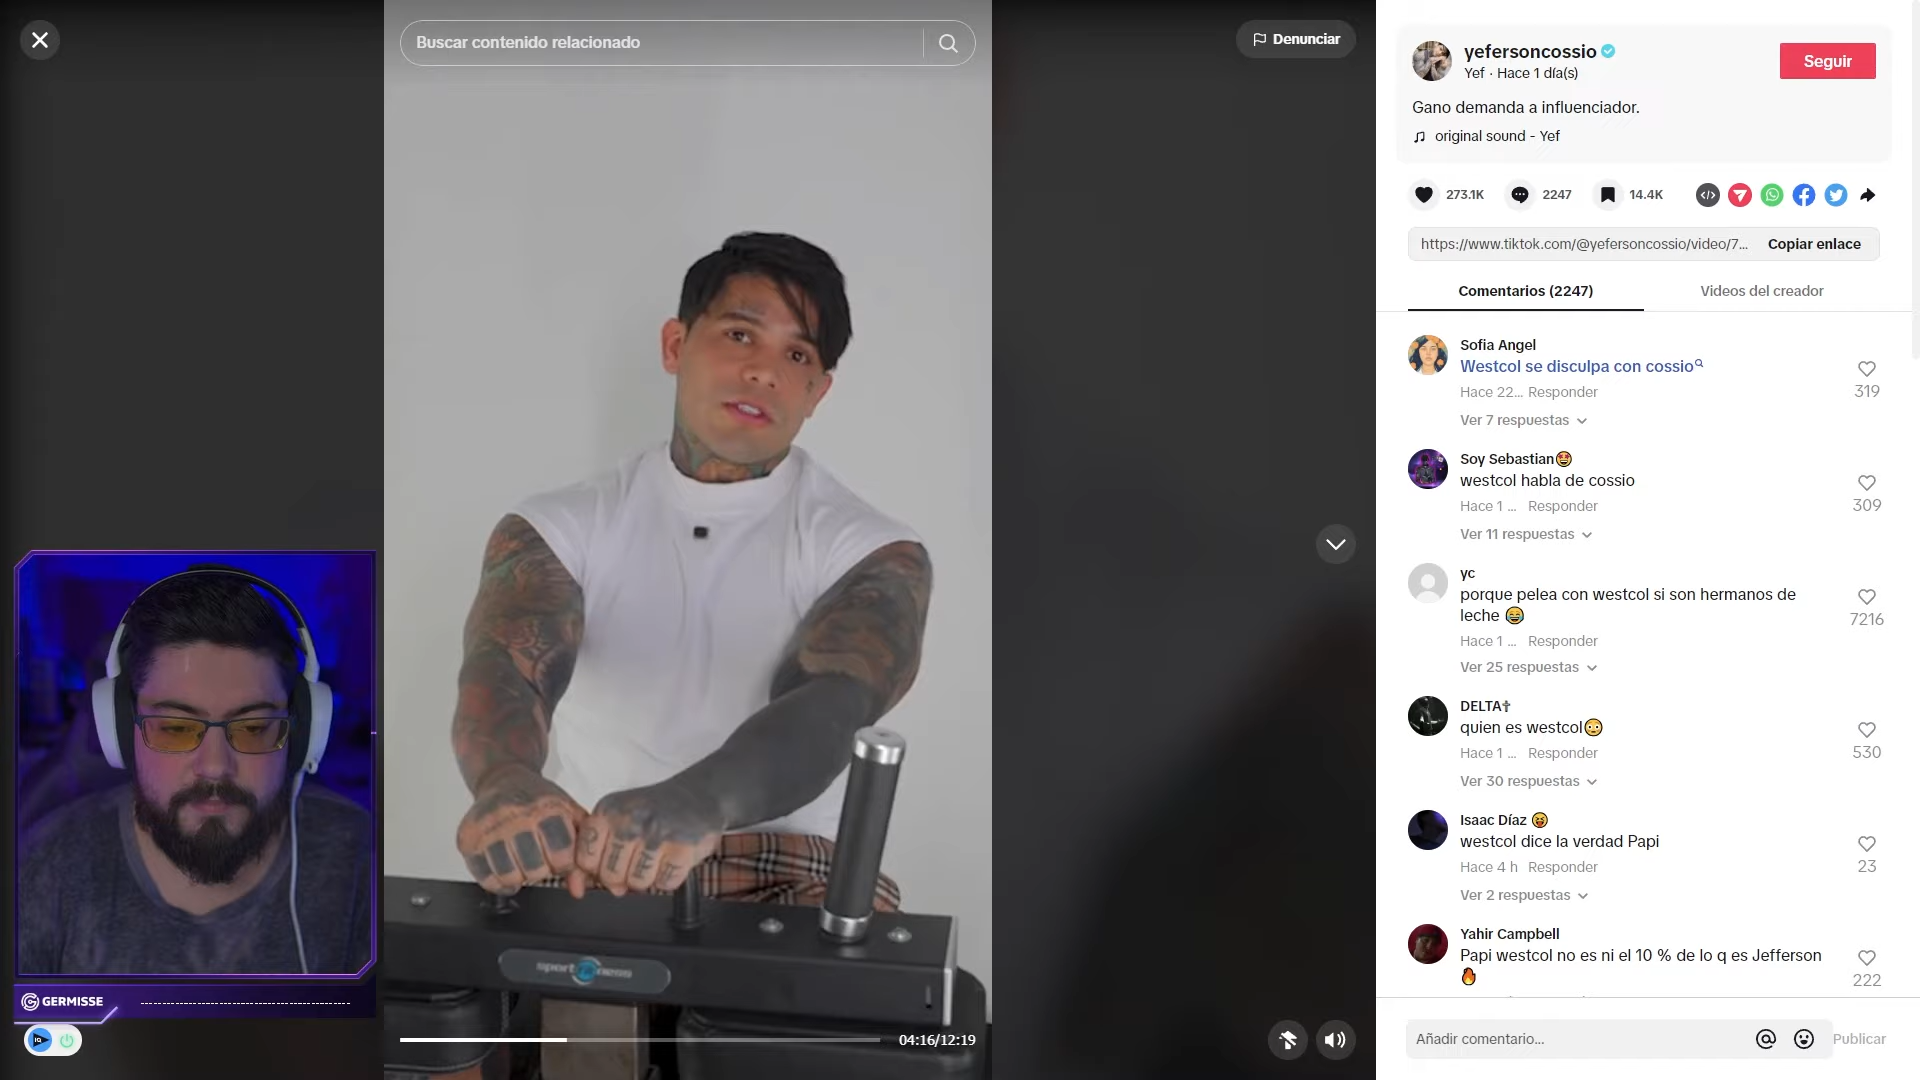 Buscar contenido relacionado
Denunciar
04:16/12:19
GERMISSE
yefersoncossio
Yef · Hace 1 día(s)
Seguir
Gano demanda a influenciador.
original sound - Yef
273.1K
2247
14.4K
https://www.tiktok.com/@yefersoncossio/video/7...
Copiar enlace
Comentarios (2247)
Videos del creador
Sofia Angel
Westcol se disculpa con cossio
Hace 22... Responder
319
Ver 7 respuestas
Soy Sebastian🤩
westcol habla de cossio
Hace 1 ... Responder
309
Ver 11 respuestas
yc
porque pelea con westcol si son hermanos de
leche 😂
7216
Hace 1 ... Responder
Ver 25 respuestas
DELTA✝
quien es westcol😳
Hace 1 ... Responder
530
Ver 30 respuestas
Isaac Díaz 😝
westcol dice la verdad Papi
Hace 4 h Responder
23
Ver 2 respuestas
Yahir Campbell
Papi westcol no es ni el 10 % de lo q es Jefferson
🔥
222
Añadir comentario...
Publicar